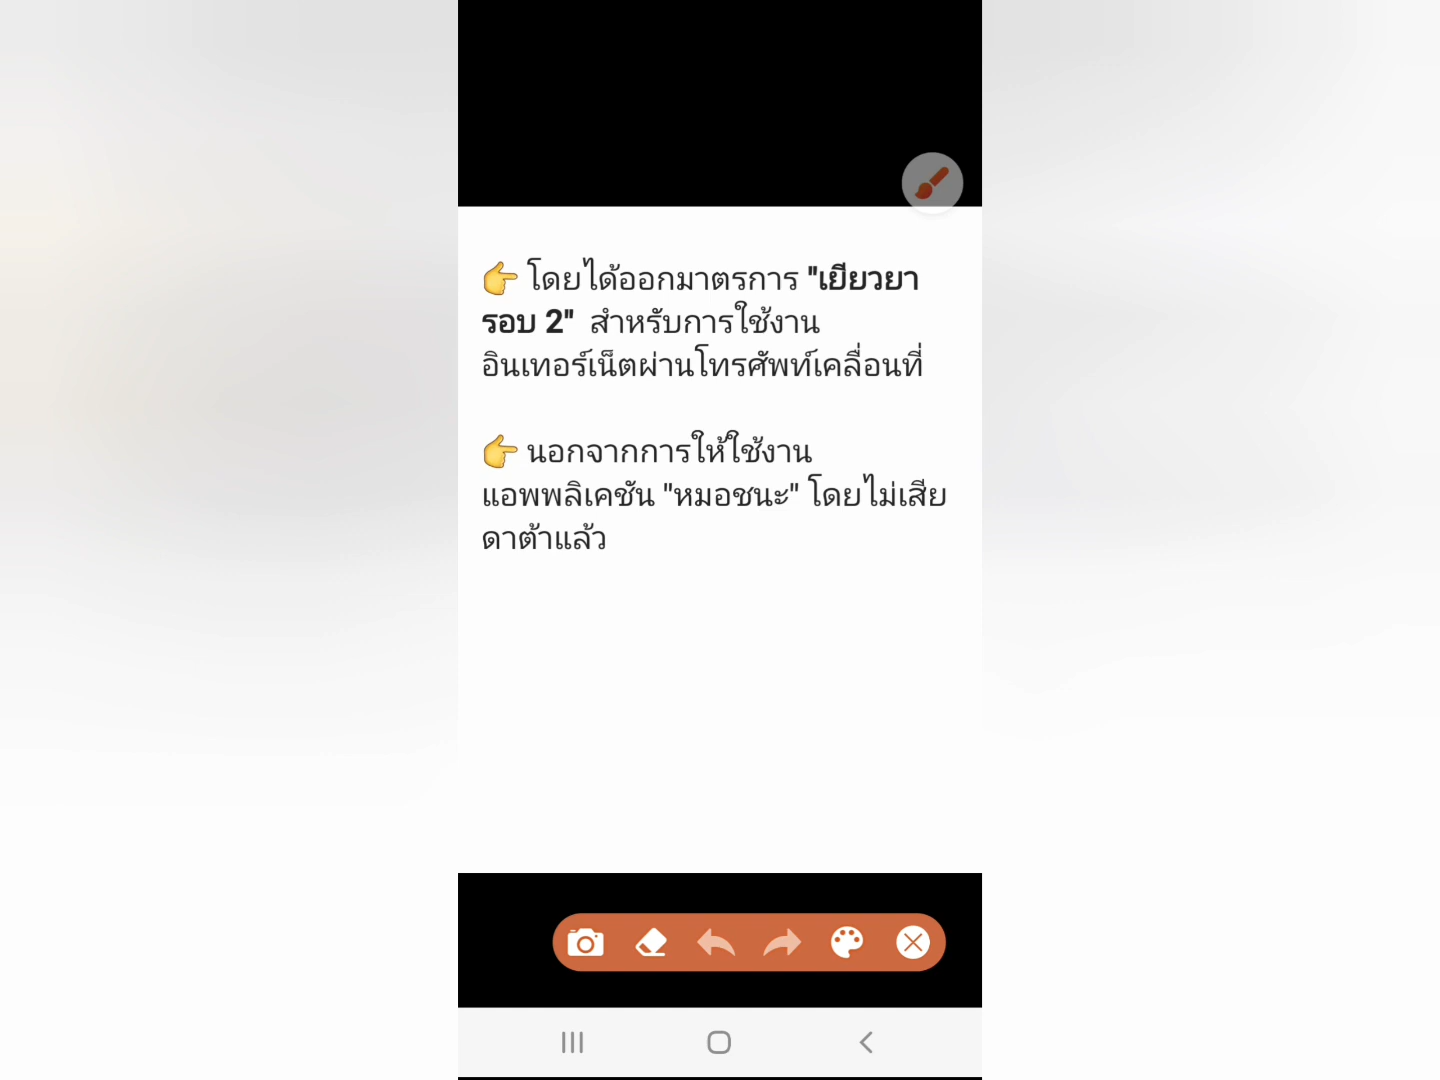 👉 โดยได้ออกมาตรการ "เยียวยา
รอบ 2"  สำหรับการใช้งาน
อินเทอร์เน็ตผ่านโทรศัพท์เคลื่อนที่
👉 นอกจากการให้ใช้งาน
แอพพลิเคชัน "หมอชนะ" โดยไม่เสีย
ดาต้าแล้ว